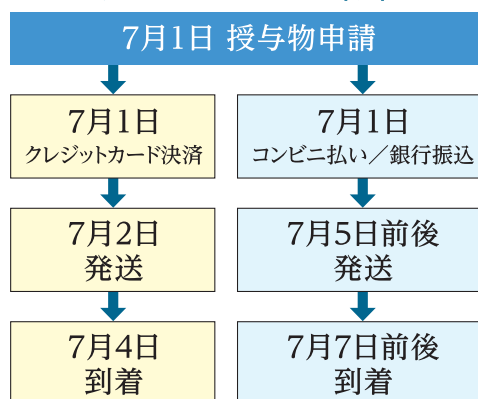 7月1日 授与物申請
7月1日
クレジットカード決済
7月2日
発送
7月4日
到着
7月1日
コンビニ払い／銀行振込
7月5日前後
発送
7月7日前後
到着